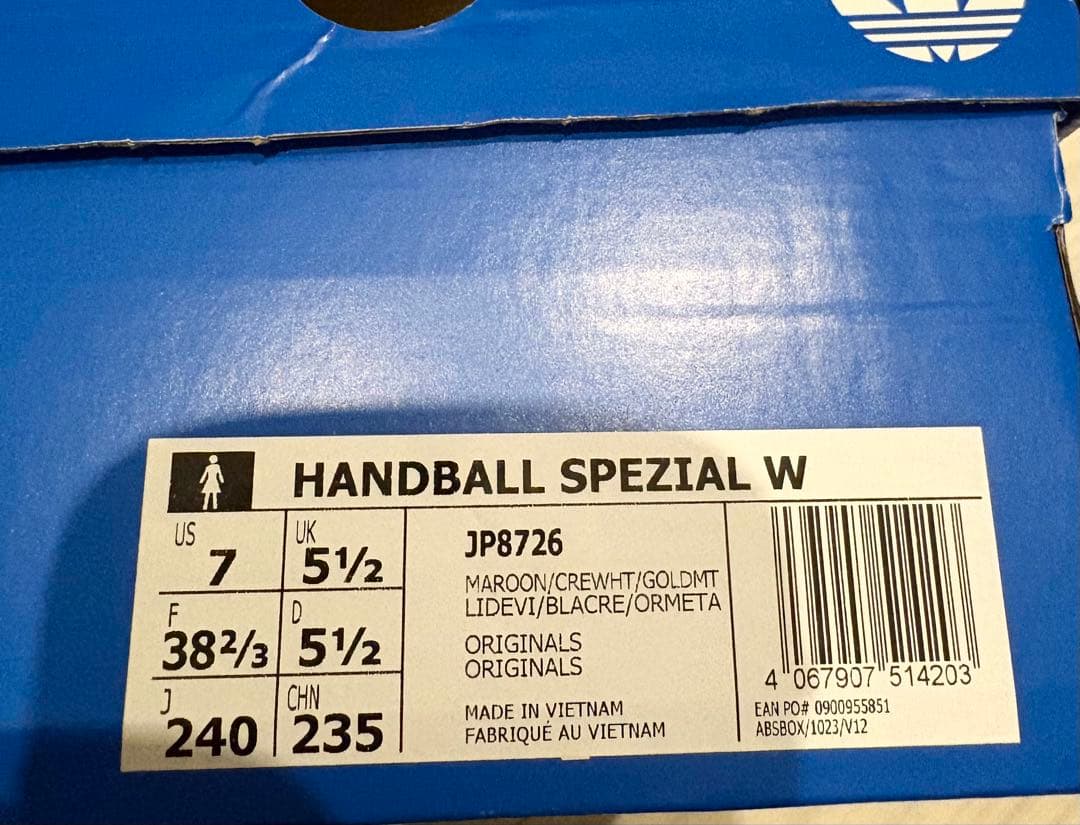 HANDBALL SPEZIAL W
US 7
UK 5½
F 38⅔
D 5½
J 240
CHN 235
JP8726
MAROON/CREWHT/GOLDMT
LIDEVI/BLACRE/ORMETA
ORIGINALS
ORIGINALS
MADE IN VIETNAM
FABRIQUÉ AU VIETNAM
4 067907 514203
EAN PO# 0900955851
ABSBOX/1023/V12